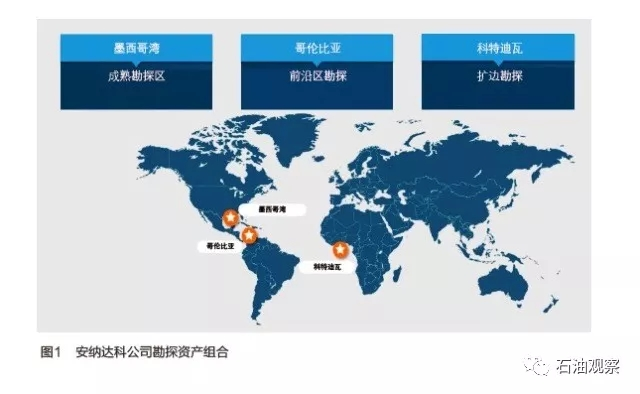 墨西哥湾
成熟勘探区
哥伦比亚
前沿区勘探
科特迪瓦
扩边勘探
墨西哥湾
哥伦比亚
科特迪瓦
图1 安纳达科公司勘探资产组合
石油观察